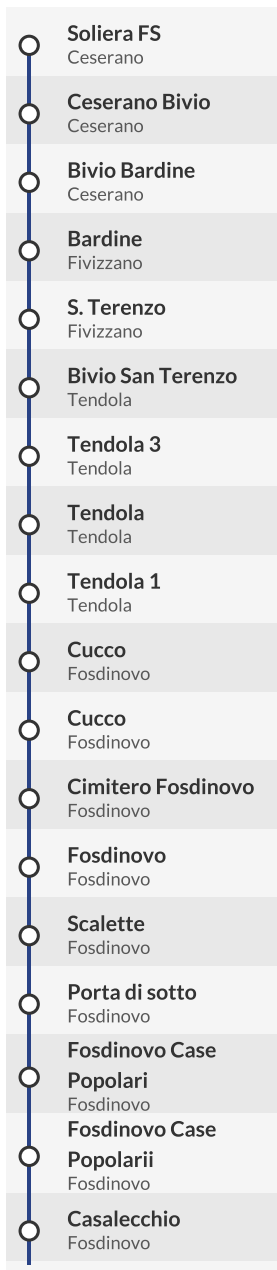 Soliera FS
Ceserano
Ceserano Bivio
Ceserano
Bivio Bardine
Ceserano
Bardine
Fivizzano
S. Terenzo
Fivizzano
Bivio San Terenzo
Tendola
Tendola 3
Tendola
Tendola
Tendola
Tendola 1
Tendola
Cucco
Fosdinovo
Cucco
Fosdinovo
Cimitero Fosdinovo
Fosdinovo
Fosdinovo
Fosdinovo
Scalette
Fosdinovo
Porta di sotto
Fosdinovo
Fosdinovo Case
Popolari
Fosdinovo
Fosdinovo Case
Popolarii
Fosdinovo
Casalecchio
Fosdinovo